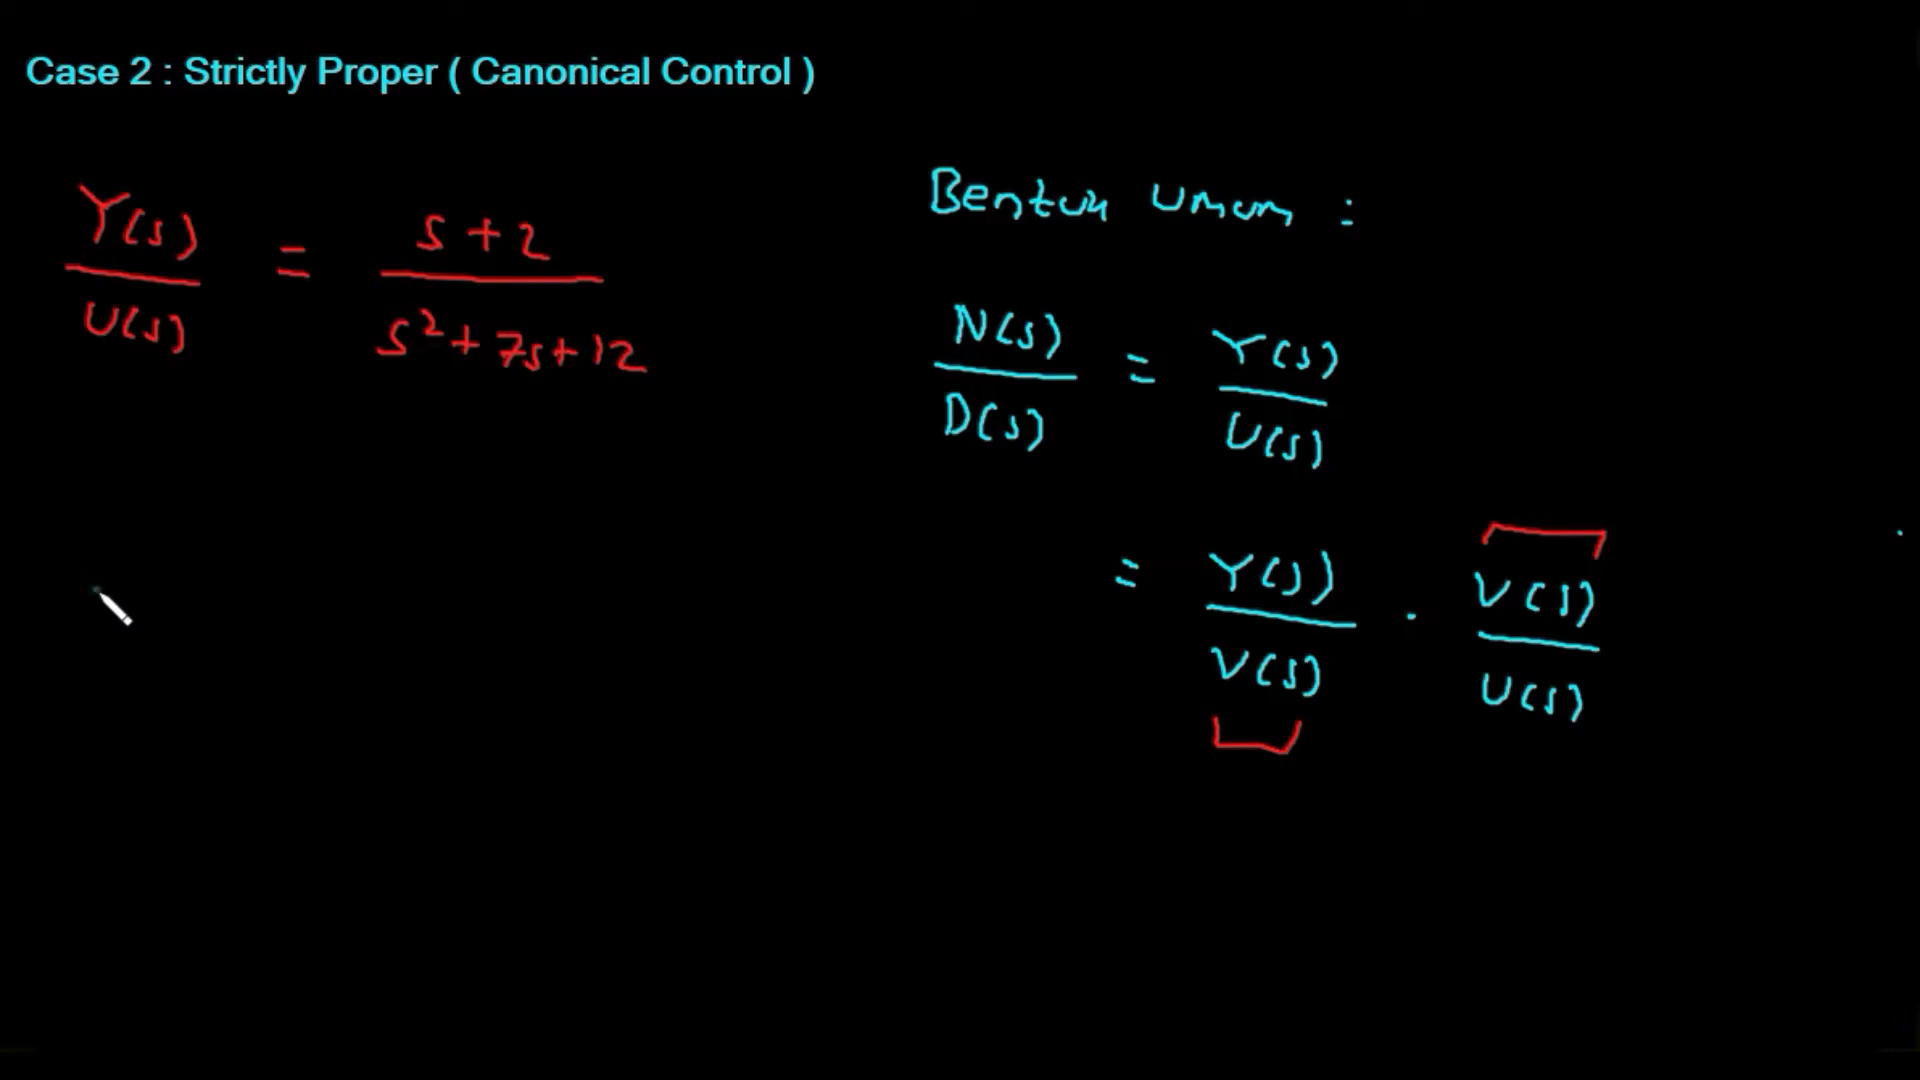 Case 2 : Strictly Proper ( Canonical Control )
Y(s) / U(s) = s + 2 / s² + 7s + 12
Bentuk Umum :
N(s) / D(s) = Y(s) / U(s)
= Y(s) / V(s) . V(s) / U(s)